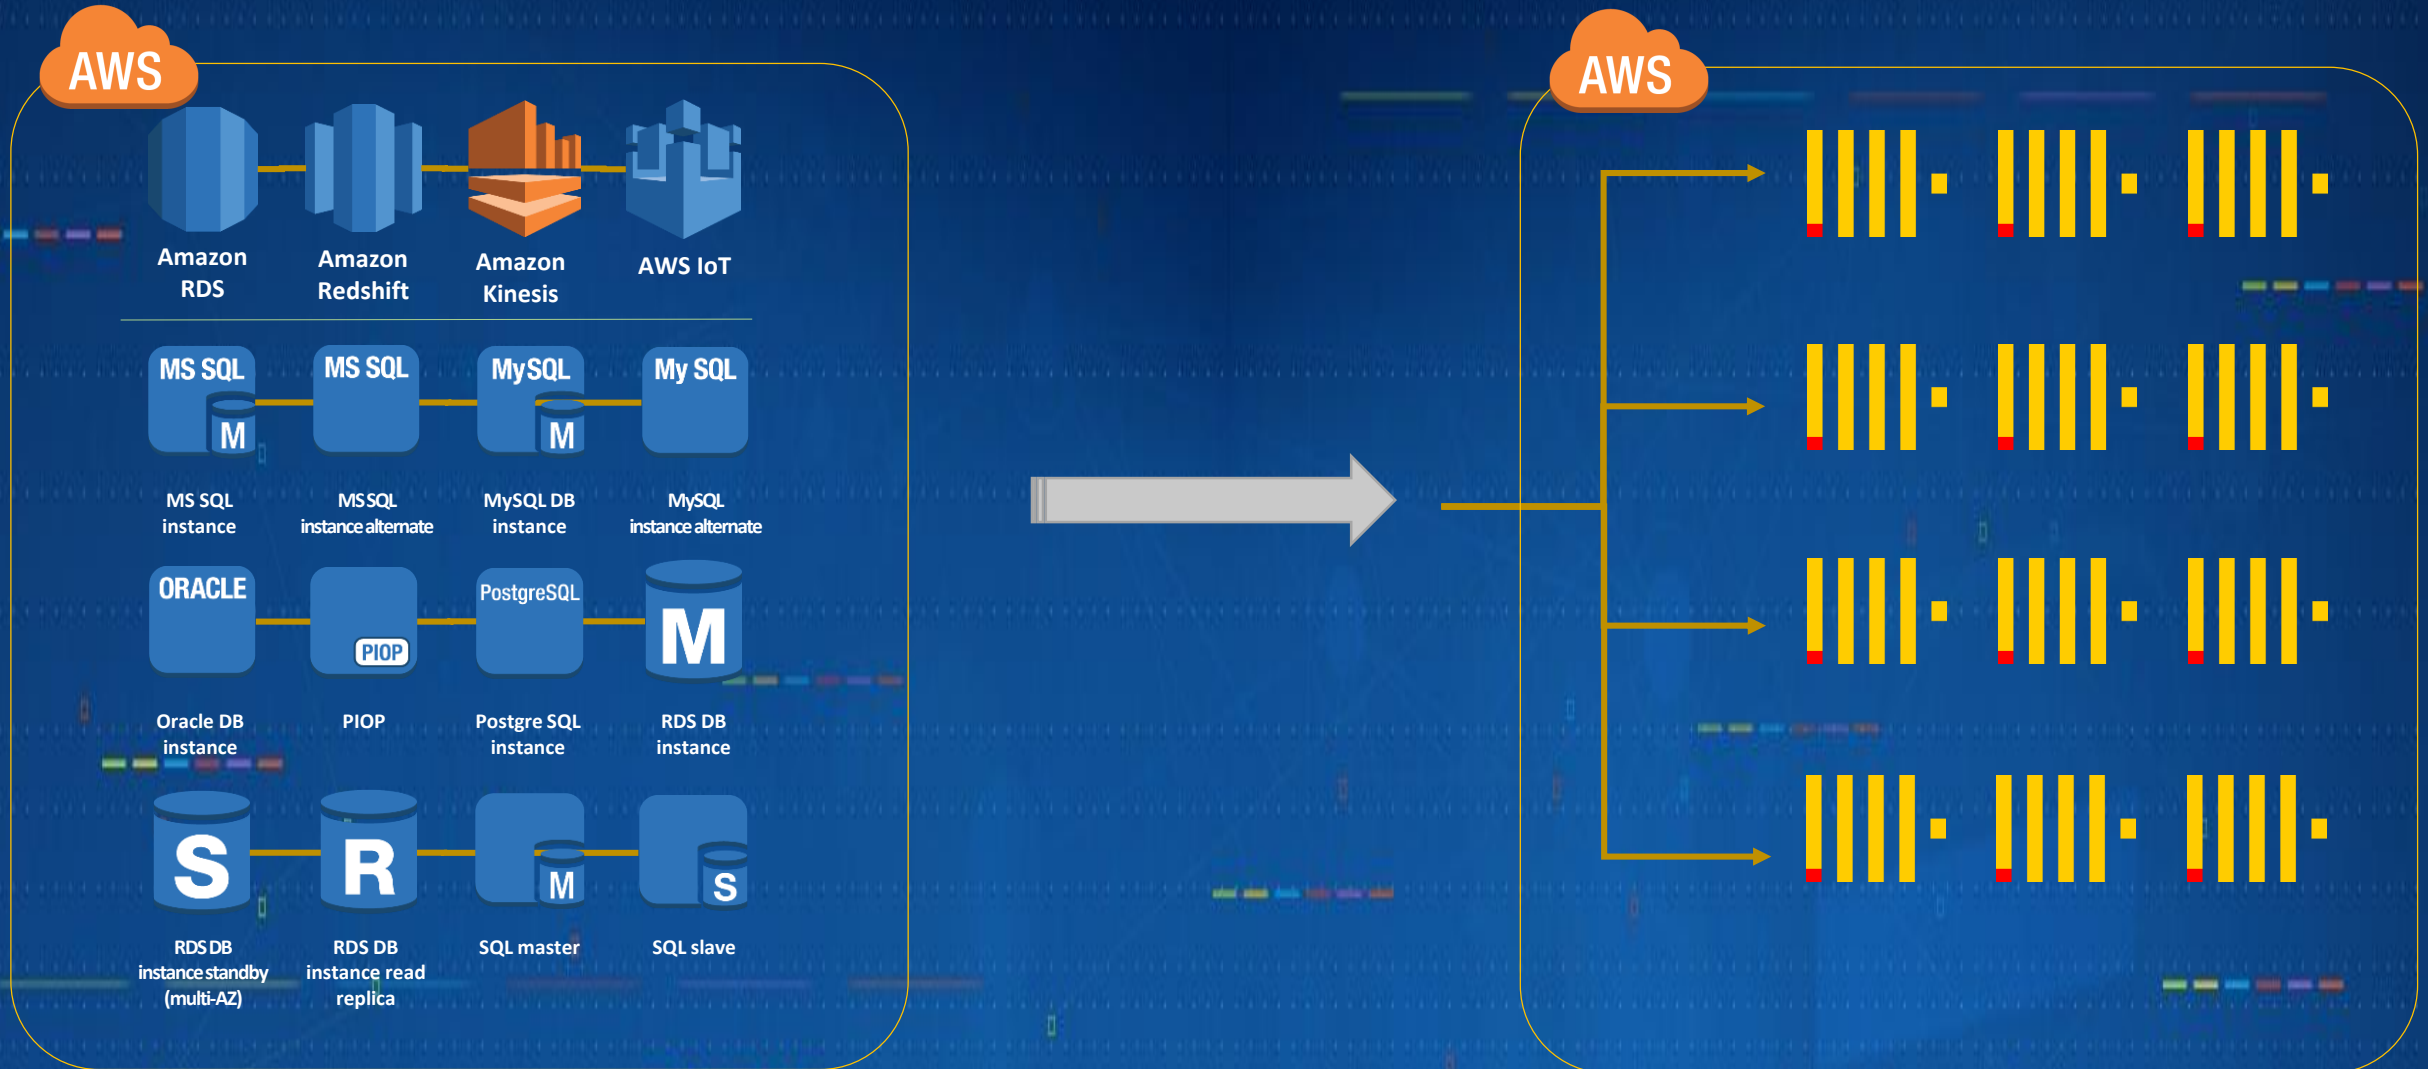 AWS
AWS
Amazon
RDS
Amazon
Redshift
Amazon
Kinesis
AWS IoT
MS SQL
M
MS SQL
MySQL
M
My SQL
MS SQL
instance
MS SQL
instance alternate
MySQL DB
instance
MySQL
instance alternate
ORACLE
PIOP
PostgreSQL
M
Oracle DB
instance
PIOP
Postgre SQL
instance
RDS DB
instance
S
R
M
S
RDS DB
instance standby
(multi-AZ)
RDS DB
instance read
replica
SQL master
SQL slave